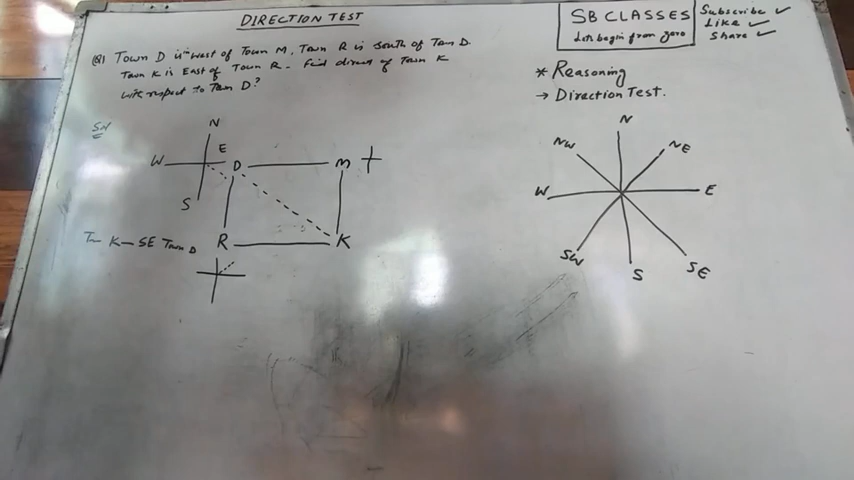 DIRECTION TEST
SB CLASSES
Lets begin from zero
Subscribe ✓
Like ✓
Share ✓
Q1) Town D is west of Town M, Town R is south of Town D.
Town K is East of Town R. Find direct of Town K
with respect to Town D?
* Reasoning
→ Direction Test.
N
W E
D M
S
R K
K - SE Town D
N
NW NE
W E
SW SE
S